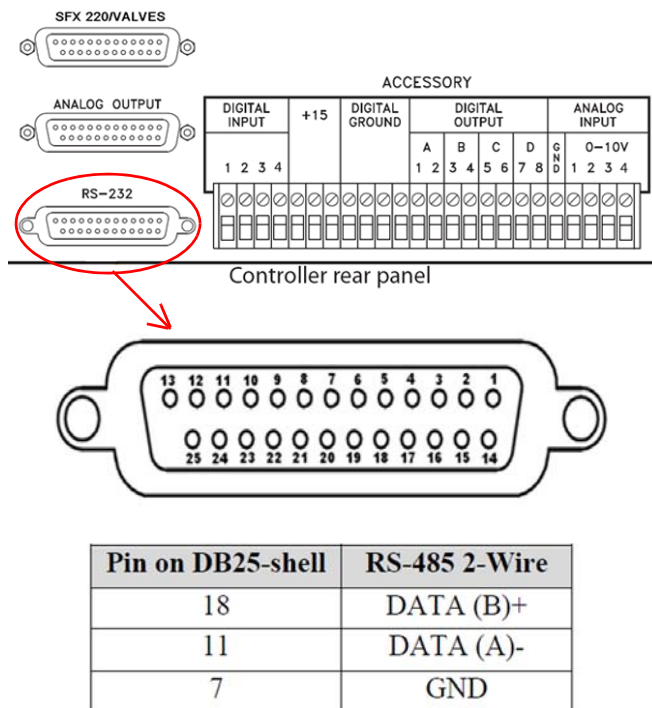 SFX 220/VALVES
ANALOG OUTPUT
RS-232
ACCESSORY
DIGITAL INPUT
+15
DIGITAL GROUND
DIGITAL OUTPUT
ANALOG INPUT
A B C D GND 0-10V
1 2 3 4 1 2 3 4 5 6 7 8 1 2 3 4
Controller rear panel
13 12 11 10 9 8 7 6 5 4 3 2 1
25 24 23 22 21 20 19 18 17 16 15 14
Pin on DB25-shell RS-485 2-Wire
18 DATA (B)+
11 DATA (A)-
7 GND